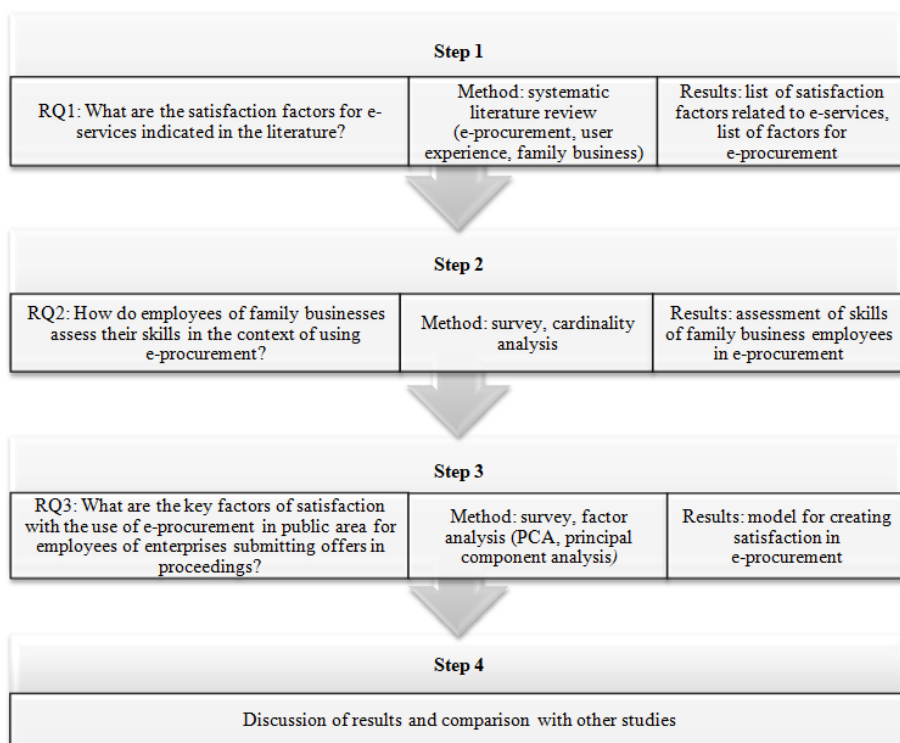 Step 1
RQ1: What are the satisfaction factors for e-
services indicated in the literature?
Method: systematic
literature review
(e-procurement, user
experience, family business)
Results: list of satisfaction
factors related to e-services,
list of factors for
e-procurement
Step 2
RQ2: How do employees of family businesses
assess their skills in the context of using
e-procurement?
Method: survey, cardinality
analysis
Results: assessment of skills
of family business employees
in e-procurement
Step 3
RQ3: What are the key factors of satisfaction
with the use of e-procurement in public area for
employees of enterprises submitting offers in
proceedings?
Method: survey, factor
analysis (PCA, principal
component analysis)
Results: model for creating
satisfaction in
e-procurement
Step 4
Discussion of results and comparison with other studies